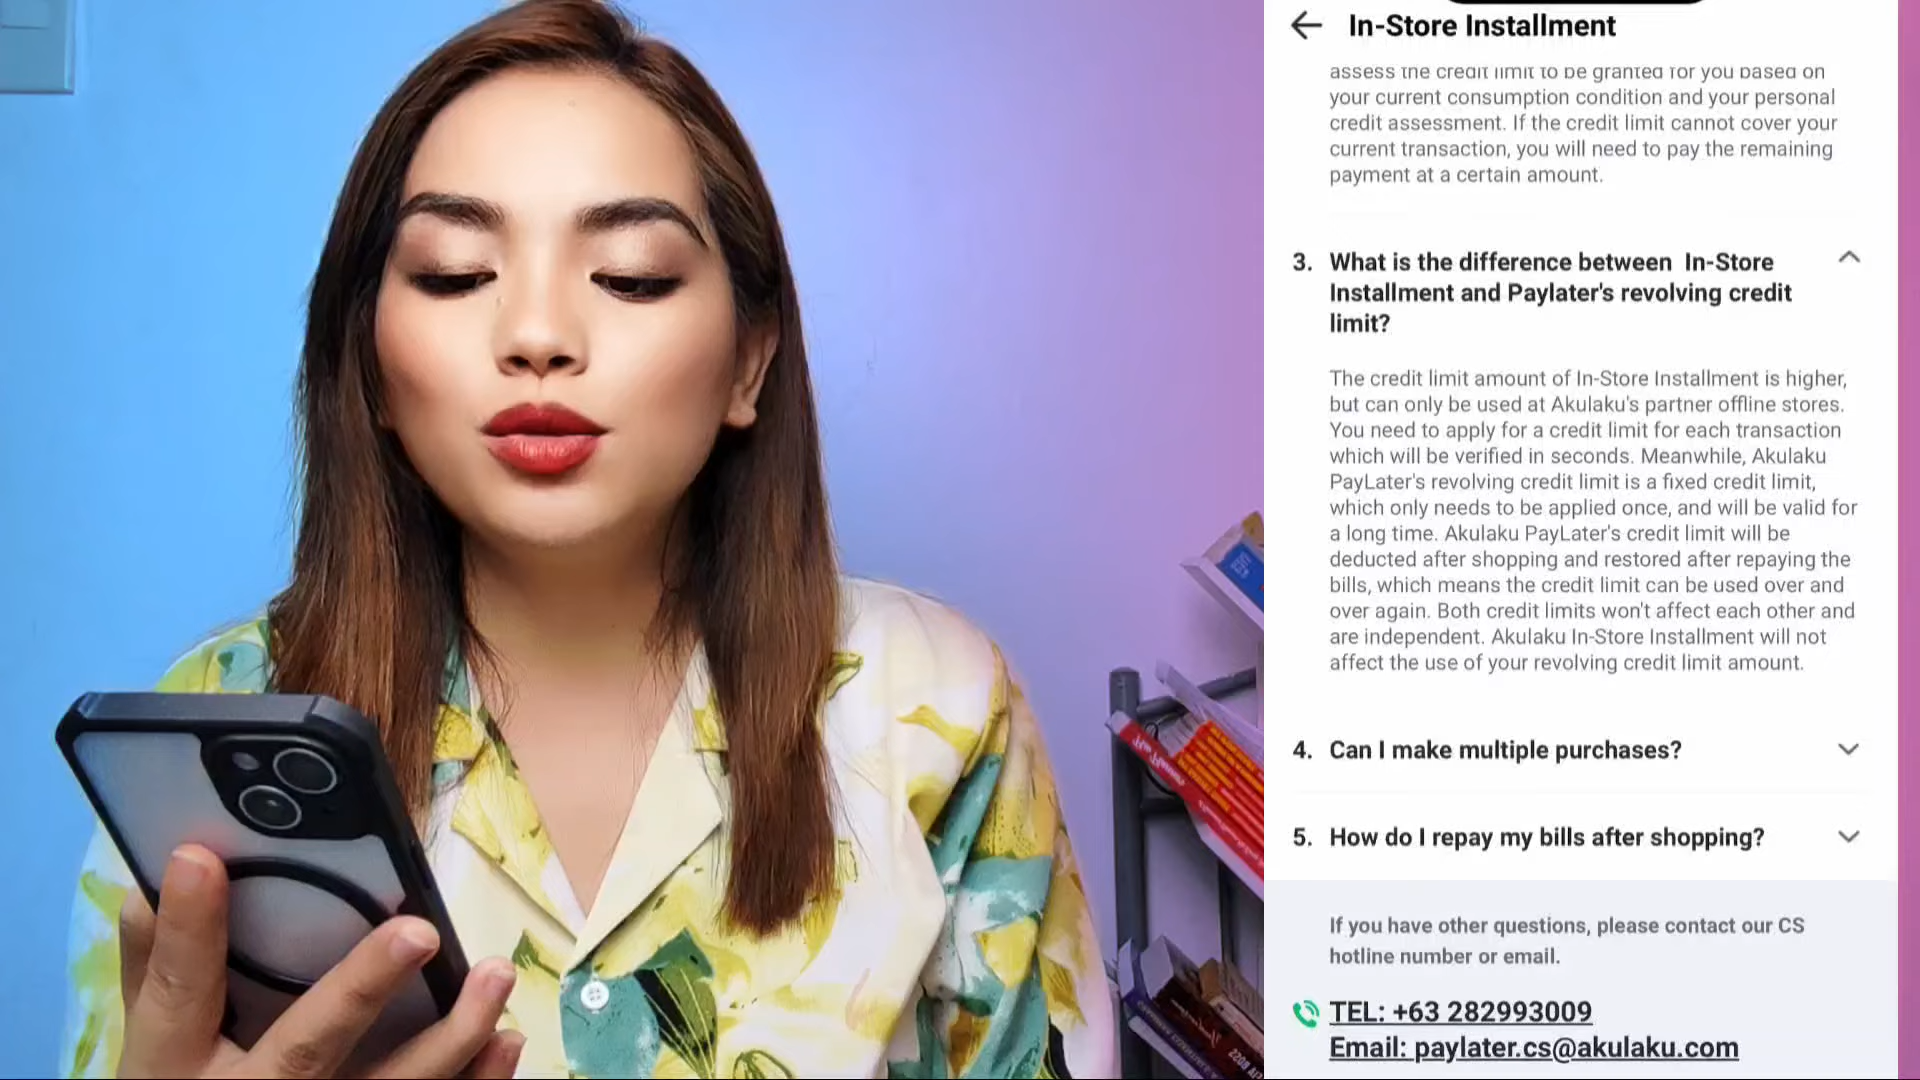 In-Store Installment
assess the credit limit to be granted for you based on
your current consumption condition and your personal
credit assessment. If the credit limit cannot cover your
current transaction, you will need to pay the remaining
payment at a certain amount.
3. What is the difference between In-Store
Installment and Paylater's revolving credit
limit?
The credit limit amount of In-Store Installment is higher,
but can only be used at Akulaku's partner offline stores.
You need to apply for a credit limit for each transaction
which will be verified in seconds. Meanwhile, Akulaku
PayLater's revolving credit limit is a fixed credit limit,
which only needs to be applied once, and will be valid for
a long time. Akulaku PayLater's credit limit will be
deducted after shopping and restored after repaying the
bills, which means the credit limit can be used over and
over again. Both credit limits won't affect each other and
are independent. Akulaku In-Store Installment will not
affect the use of your revolving credit limit amount.
4. Can I make multiple purchases?
5. How do I repay my bills after shopping?
If you have other questions, please contact our CS
hotline number or email.
TEL: +63 282993009
Email: paylater.cs@akulaku.com